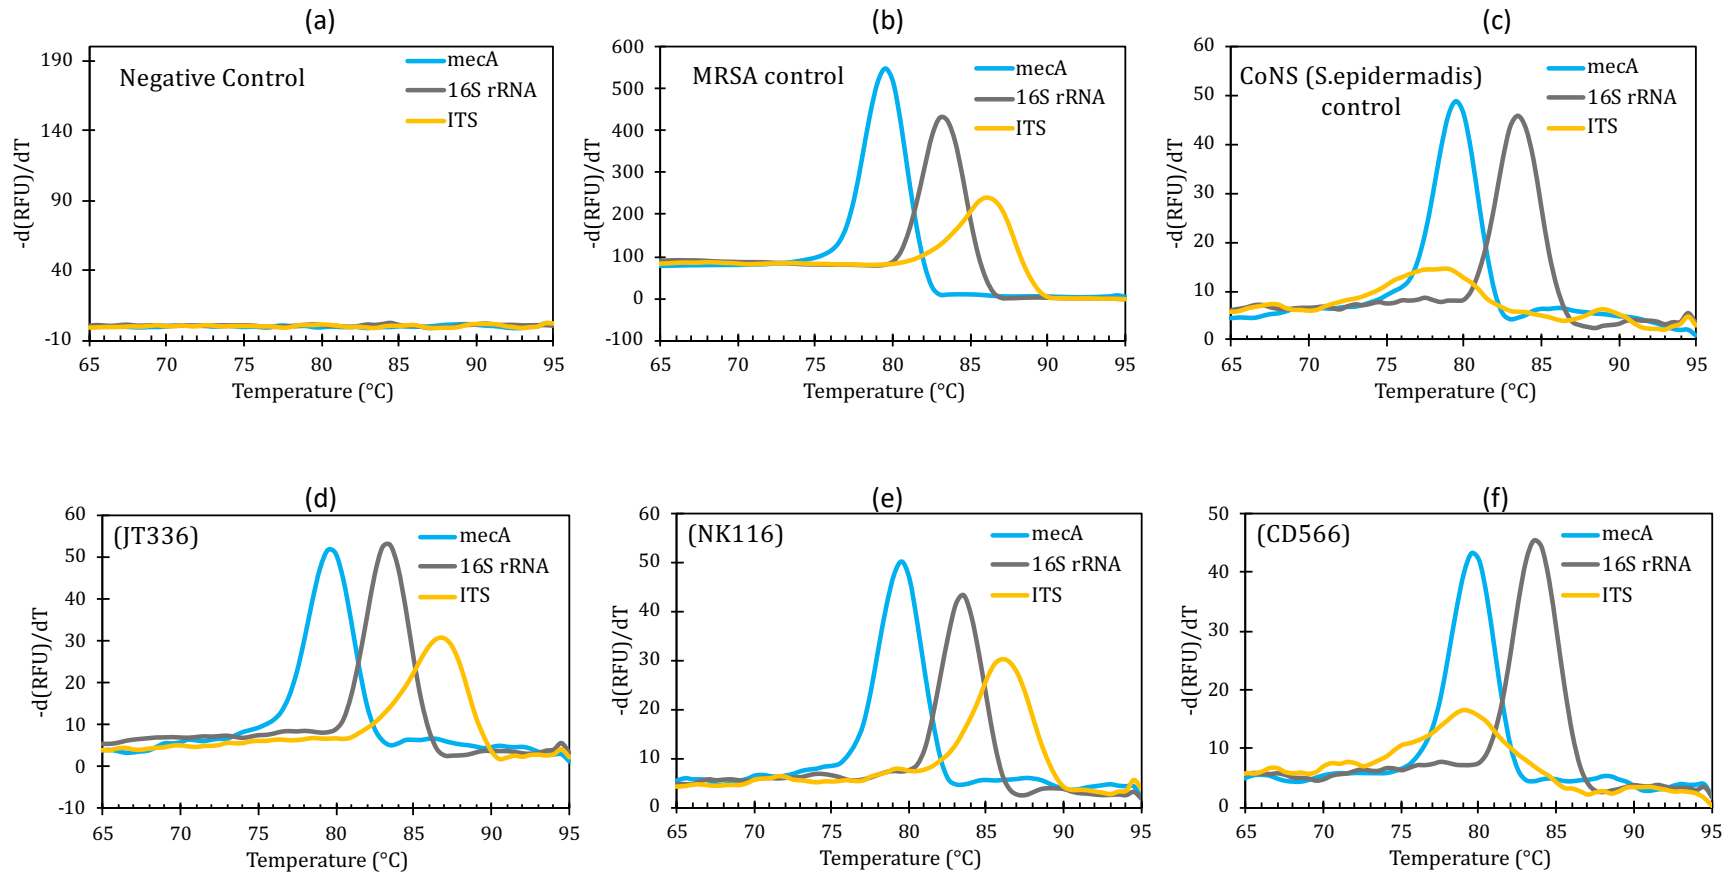 (a)
190
140
90
40
-10
-d(RFU)/dT
Negative Control
mecA
16S rRNA
ITS
65 70 75 80 85 90 95
Temperature (°C)
(b)
600
500
400
300
200
100
0
-100
-d(RFU)/dT
MRSA control
mecA
16S rRNA
ITS
65 70 75 80 85 90 95
Temperature (°C)
(c)
60
50
40
30
20
10
0
-d(RFU)/dT
CoNS (S.epidermadis)
control
mecA
16S rRNA
ITS
65 70 75 80 85 90 95
Temperature (°C)
(d)
60
50
40
30
20
10
0
-10
-d(RFU)/dT
(JT336)
mecA
16S rRNA
ITS
65 70 75 80 85 90 95
Temperature (°C)
(e)
60
50
40
30
20
10
0
-d(RFU)/dT
(NK116)
mecA
16S rRNA
ITS
65 70 75 80 85 90 95
Temperature (°C)
(f)
50
40
30
20
10
0
-d(RFU)/dT
(CD566)
mecA
16S rRNA
ITS
65 70 75 80 85 90 95
Temperature (°C)